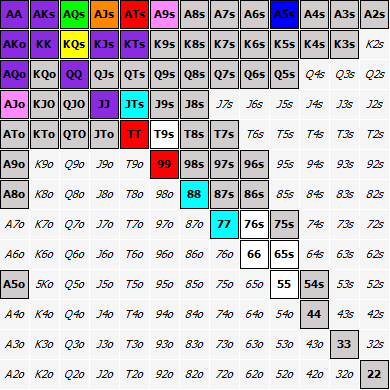 AA AKs AQs AJs ATs A9s A8s A7s A6s A5s A4s A3s A2s
AKo KK KQs KJs KTs K9s K8s K7s K6s K5s K4s K3s K2s
AQo KQo QQ QJs QTs Q9s Q8s Q7s Q6s Q5s Q4s Q3s Q2s
AJo KJO QJO JJ JTs J9s J8s J7s J6s J5s J4s J3s J2s
ATo KTo QTO JTo TT T9s T8s T7s T6s T5s T4s T3s T2s
A9o K9o Q9o J9o T9o 99 98s 97s 96s 95s 94s 93s 92s
A8o K8o Q8o J8o T8o 98o 88 87s 86s 85s 84s 83s 82s
A7o K7o Q7o J7o T7o 97o 87o 77 76s 75s 74s 73s 72s
A6o K6o Q6o J6o T6o 96o 86o 76o 66 65s 64s 63s 62s
A5o 5Ko Q5o J5o T5o 95o 85o 75o 65o 55 54s 53s 52s
A4o K4o Q4o J4o T4o 94o 84o 74o 64o 54o 44 43s 42s
A3o K3o Q3o J3o T3o 93o 83o 73o 63o 53o 43o 33 32s
A2o K2o Q2o J2o T2o 92o 82o 72o 62o 52o 42o 32o 22